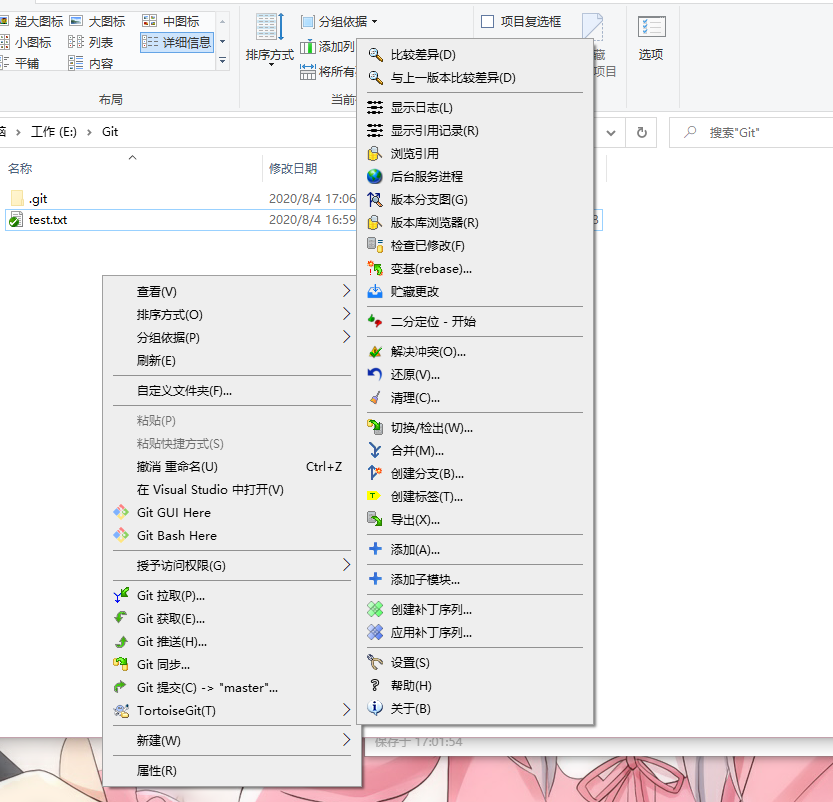 超大图标 大图标 中图标
小图标 列表 详细信息
平铺 内容
布局
排序方式
分组依据
添加列
将所有
当前
项目复选框
藏
项目
选项
工作 (E:) › Git
搜索"Git"
名称 修改日期
.git 2020/8/4 17:06
test.txt 2020/8/4 16:59
查看(V)
排序方式(O)
分组依据(P)
刷新(E)
自定义文件夹(F)...
粘贴(P)
粘贴快捷方式(S)
撤消 重命名(U) Ctrl+Z
在 Visual Studio 中打开(V)
Git GUI Here
Git Bash Here
授予访问权限(G)
Git 拉取(P)...
Git 获取(E)...
Git 推送(H)...
Git 同步...
Git 提交(C) -> "master"...
TortoiseGit(T)
新建(W)
属性(R)
比较差异(D)
与上一版本比较差异(D)
显示日志(L)
显示引用记录(R)
浏览引用
后台服务进程
版本分支图(G)
版本库浏览器(R)
检查已修改(F)
变基(rebase)...
贮藏更改
二分定位 - 开始
解决冲突(O)...
还原(V)...
清理(C)...
切换/检出(W)...
合并(M)...
创建分支(B)...
创建标签(T)...
导出(X)...
添加(A)...
添加子模块...
创建补丁序列...
应用补丁序列...
设置(S)
帮助(H)
关于(B)
保存于 17:01:54